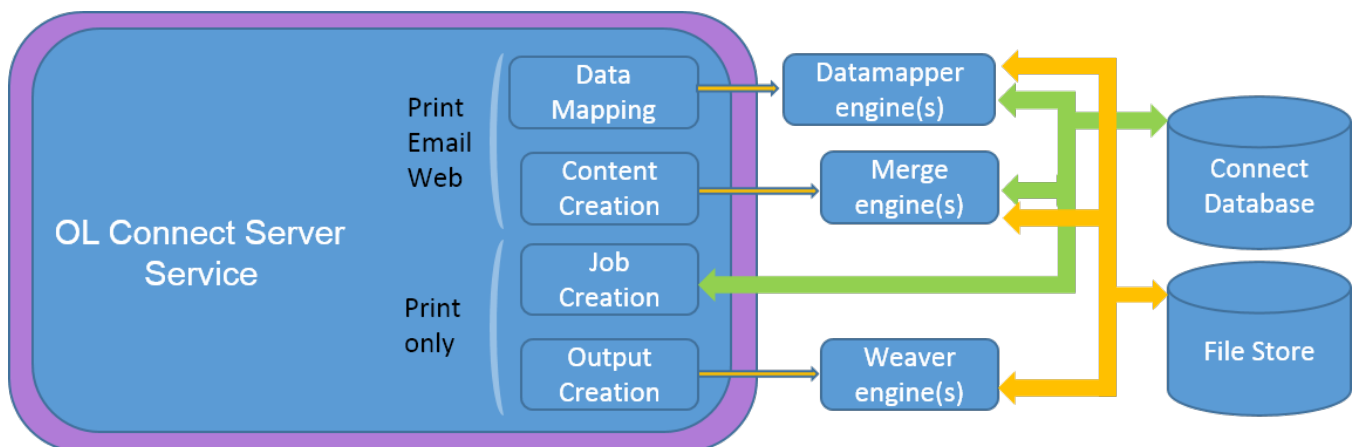 Data
Mapping
Datamapper
engine(s)
Print
Email
Web
Content
Creation
Merge
engine(s)
Connect
Database
OL Connect Server
Service
Job
Creation
Print
only
Output
Creation
Weaver
engine(s)
File Store